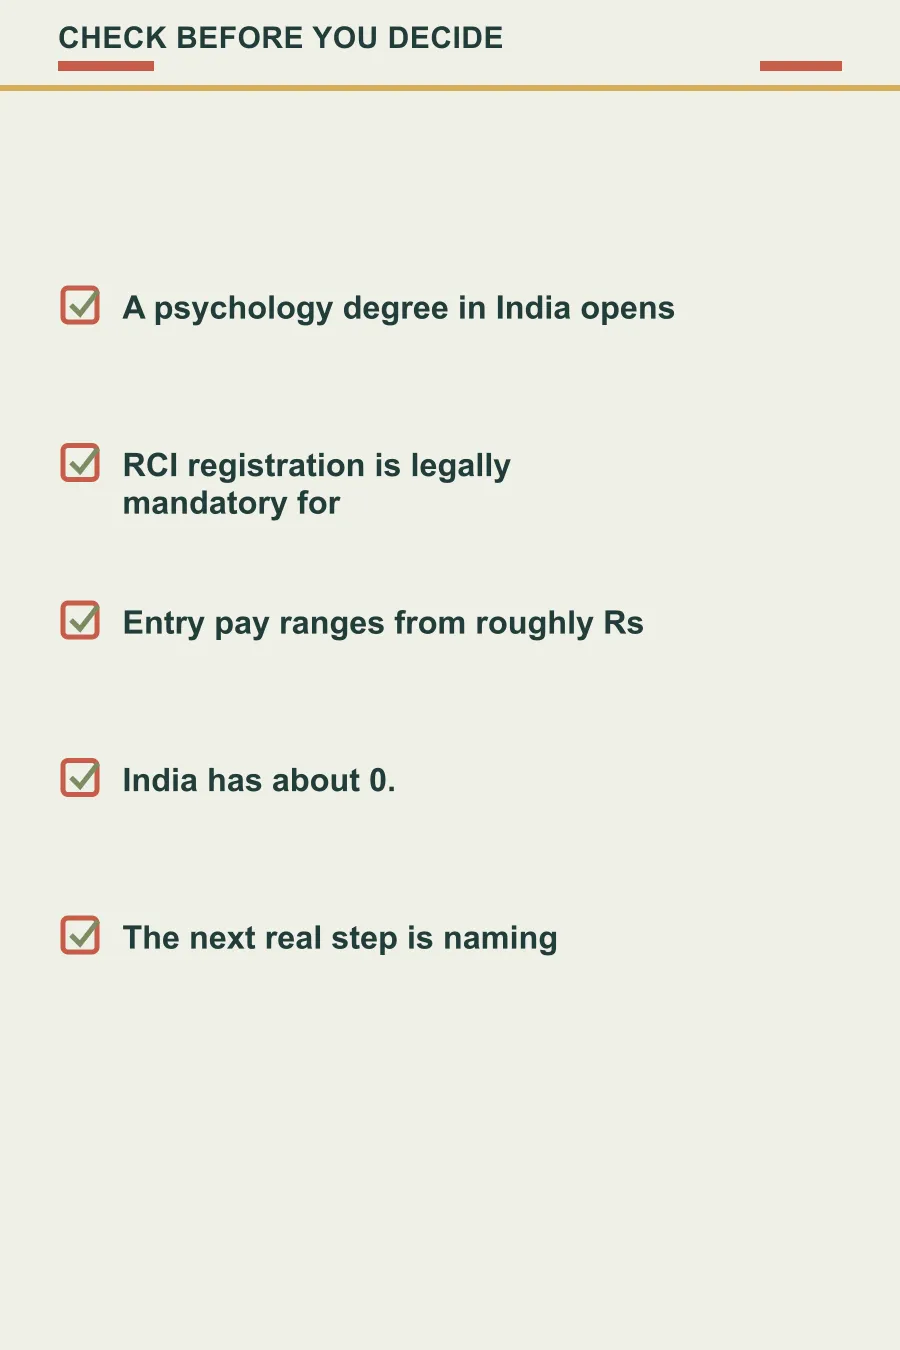 CHECK BEFORE YOU DECIDE
A psychology degree in India opens
RCI registration is legally
mandatory for
Entry pay ranges from roughly Rs
India has about 0.
The next real step is naming